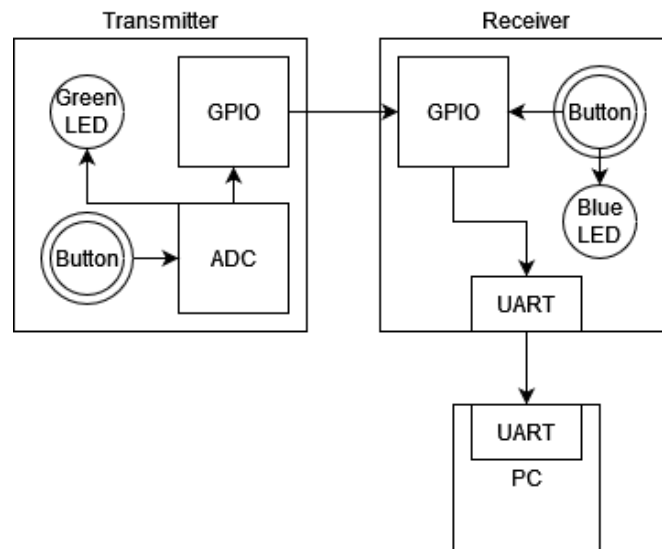 Transmitter
Receiver
Green
LED
GPIO
GPIO
Button
Button
ADC
Blue
LED
UART
UART
PC